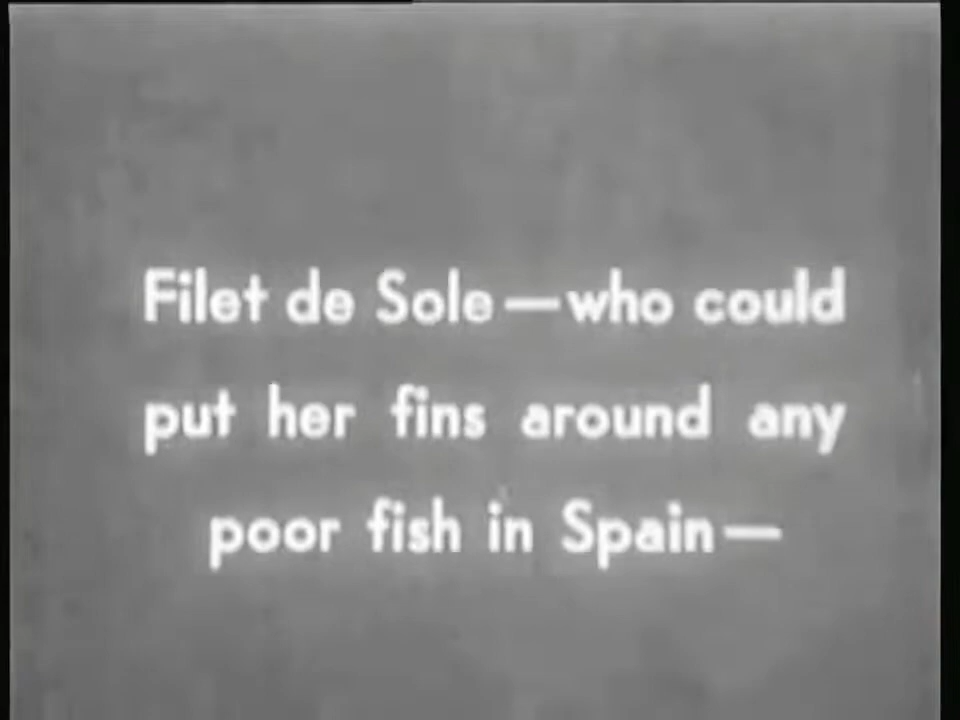 Filet de Sole—who could
put her fins around any
poor fish in Spain—